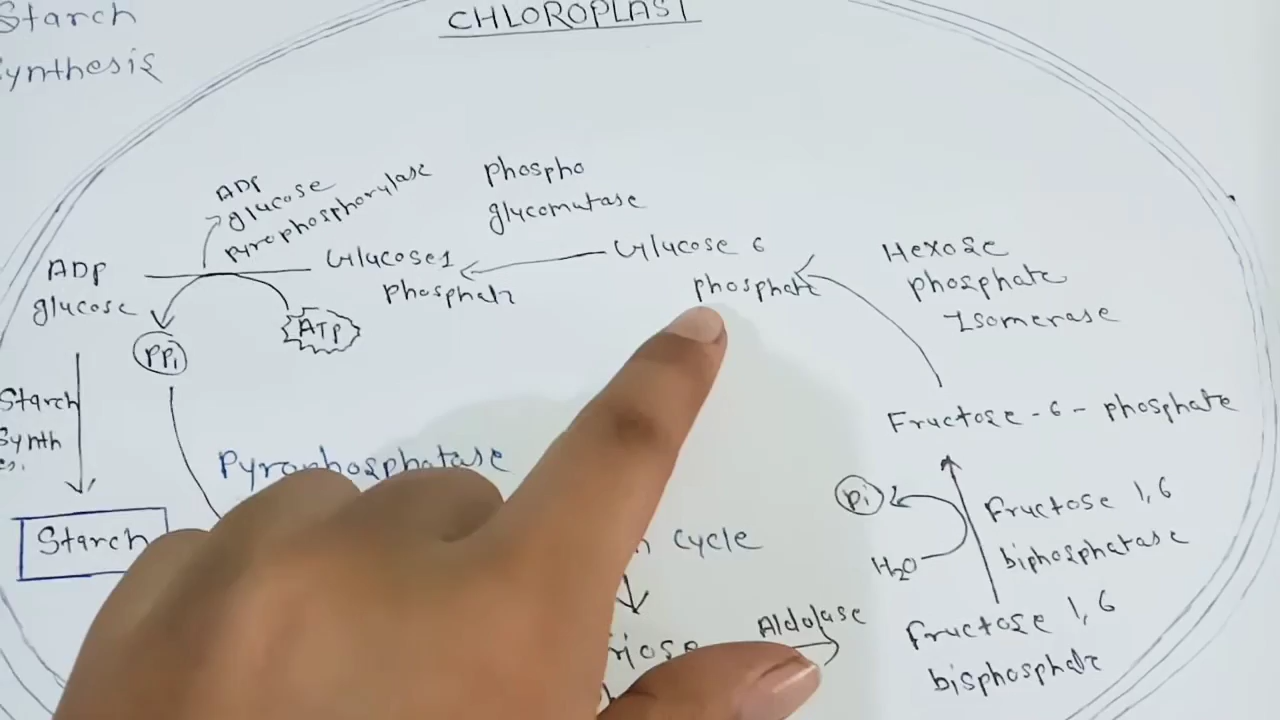 Starch
Synthesis
CHLOROPLAST
ADP
glucose
pyrophosphorylase
phospho
glycomutase
Glucose 6
phosphate
Hexose
phosphate
Isomerase
Glucose 1
phosphate
ADP
glucose
ATP
PPi
Starch
Synth
Starch
Pyrophosphatase
Fructose - 6 - phosphate
Pi
H2O
Fructose 1,6
biphosphatase
Fructose 1,6
bisphosphate
cycle
Aldolase